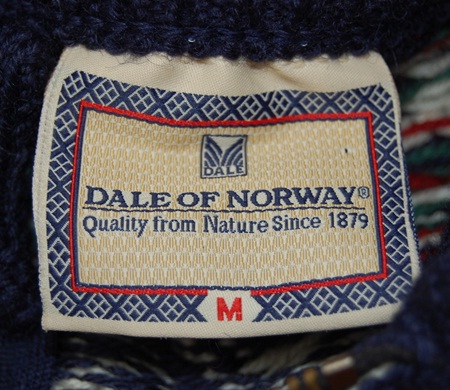 DALE
DALE OF NORWAY®
Quality from Nature Since 1879
M